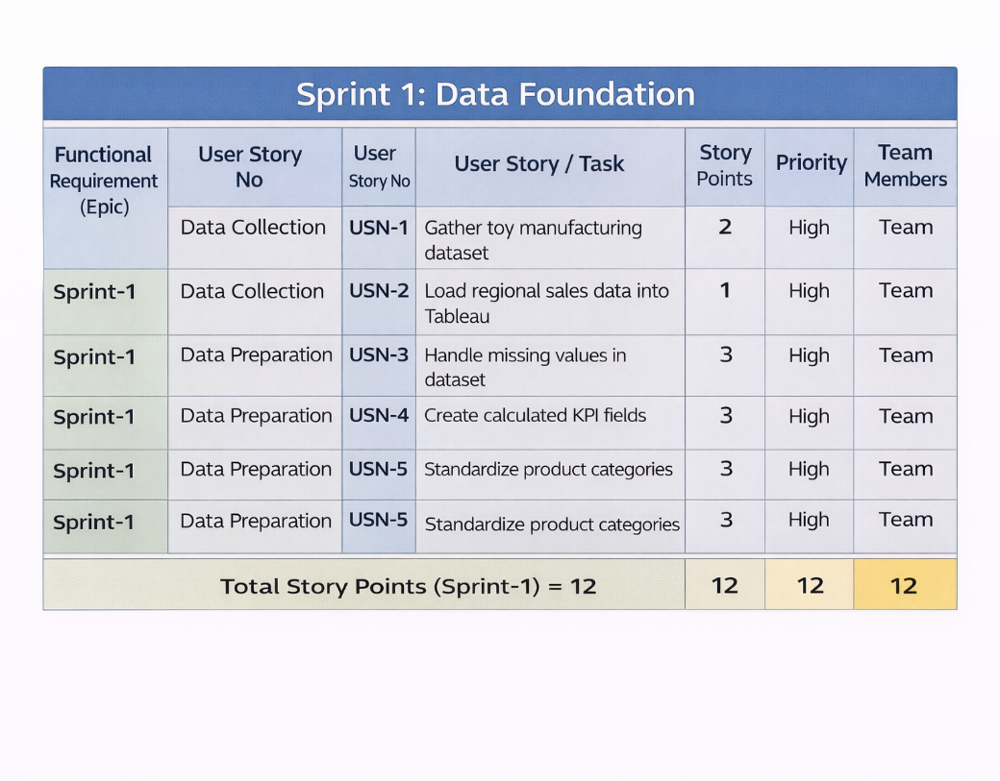 Sprint 1: Data Foundation
Functional Requirement (Epic) User Story No User Story No User Story / Task Story Points Priority Team Members
Data Collection USN-1 Gather toy manufacturing dataset 2 High Team
Sprint-1 Data Collection USN-2 Load regional sales data into Tableau 1 High Team
Sprint-1 Data Preparation USN-3 Handle missing values in dataset 3 High Team
Sprint-1 Data Preparation USN-4 Create calculated KPI fields 3 High Team
Sprint-1 Data Preparation USN-5 Standardize product categories 3 High Team
Sprint-1 Data Preparation USN-5 Standardize product categories 3 High Team
Total Story Points (Sprint-1) = 12 12 12 12